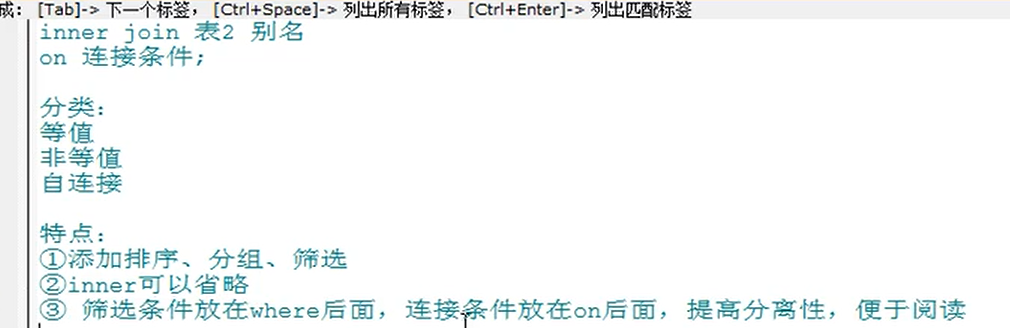 成: [Tab]-> 下一个标签, [Ctrl+Space]-> 列出所有标签, [Ctrl+Enter]-> 列出匹配标签
inner join 表2 别名
on 连接条件;
分类:
等值
非等值
自连接
特点:
①添加排序、分组、筛选
②inner可以省略
③ 筛选条件放在where后面, 连接条件放在on后面, 提高分离性, 便于阅读